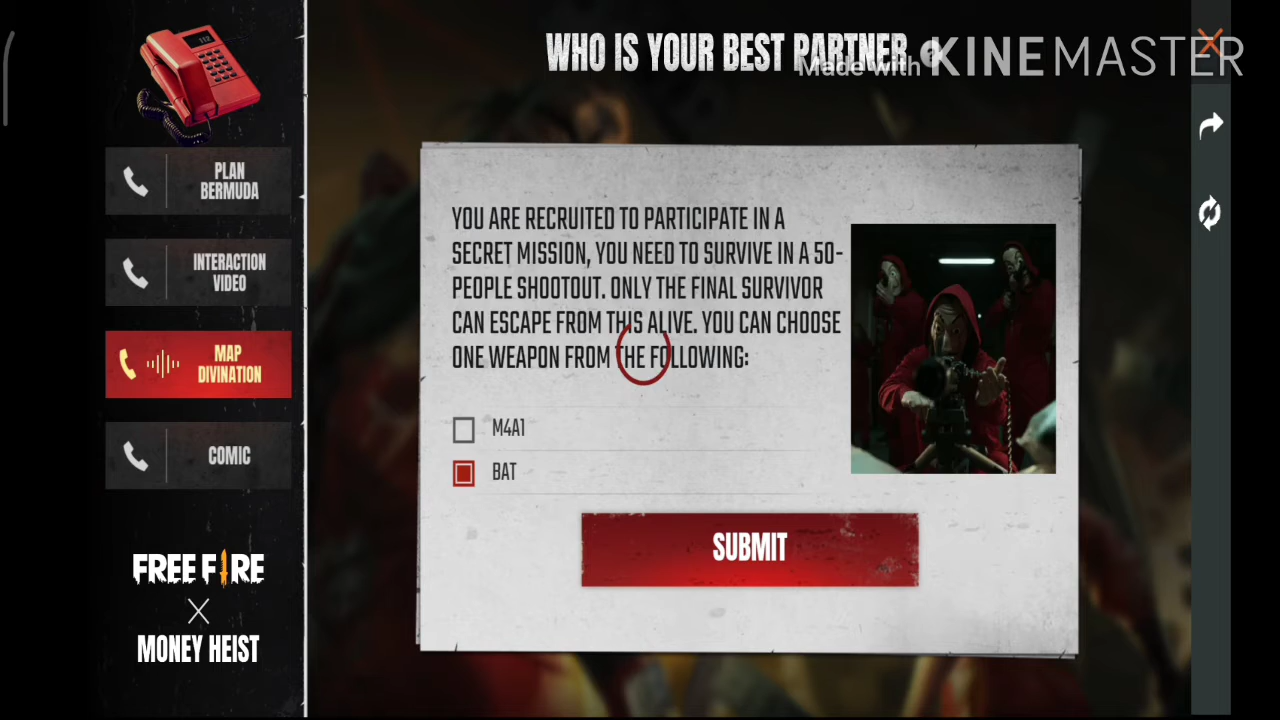 112
WHO IS YOUR BEST PARTNER
Made with KINEMASTER
PLAN
BERMUDA
INTERACTION
VIDEO
MAP
DIVINATION
COMIC
FREE FIRE
X
MONEY HEIST
YOU ARE RECRUITED TO PARTICIPATE IN A
SECRET MISSION, YOU NEED TO SURVIVE IN A 50-
PEOPLE SHOOTOUT. ONLY THE FINAL SURVIVOR
CAN ESCAPE FROM THIS ALIVE. YOU CAN CHOOSE
ONE WEAPON FROM THE FOLLOWING:
M4A1
BAT
SUBMIT